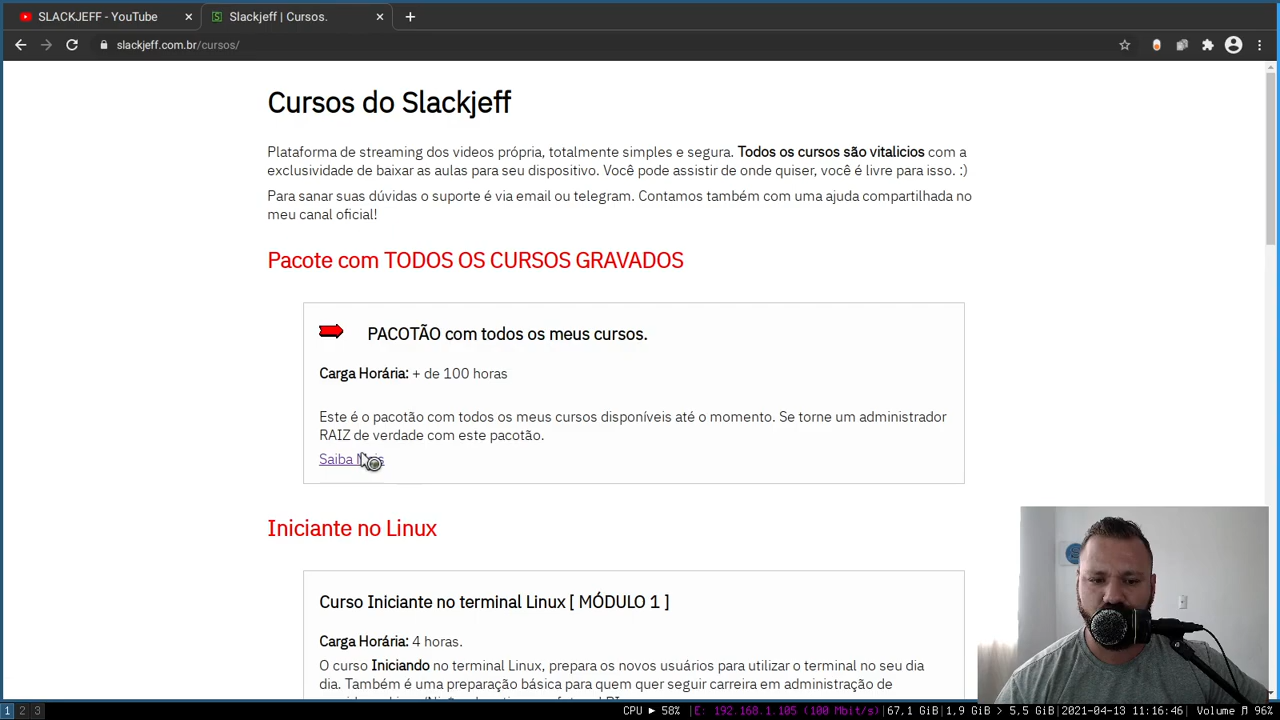 SLACKJEFF - YouTube
Slackjeff | Cursos.
slackjeff.com.br/cursos/
Cursos do Slackjeff
Plataforma de streaming dos videos própria, totalmente simples e segura. Todos os cursos são vitalicios com a
exclusividade de baixar as aulas para seu dispositivo. Você pode assistir de onde quiser, você é livre para isso. :)
Para sanar suas dúvidas o suporte é via email ou telegram. Contamos também com uma ajuda compartilhada no
meu canal oficial!
Pacote com TODOS OS CURSOS GRAVADOS
PACOTÃO com todos os meus cursos.
Carga Horária: + de 100 horas
Este é o pacotão com todos os meus cursos disponíveis até o momento. Se torne um administrador
RAIZ de verdade com este pacotão.
Saiba Mais
Iniciante no Linux
Curso Iniciante no terminal Linux [ MÓDULO 1 ]
Carga Horária: 4 horas.
O curso Iniciando no terminal Linux, prepara os novos usuários para utilizar o terminal no seu dia
dia. Também é uma preparação básica para quem quer seguir carreira em administração de
1 2 3 CPU ► 58% | E: 192.168.1.105 (100 Mbit/s) | 67,1 GiB | 1,9 GiB > 5,5 GiB | 2021-04-13 11:16:46 | Volume 96%